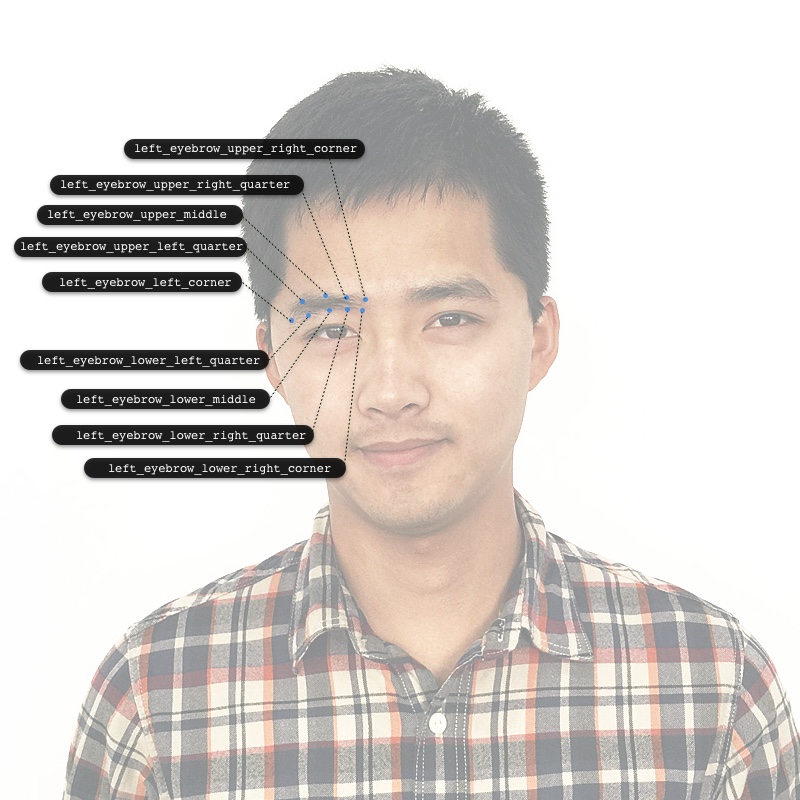 left_eyebrow_upper_right_corner
left_eyebrow_upper_right_quarter
left_eyebrow_upper_middle
left_eyebrow_upper_left_quarter
left_eyebrow_left_corner
left_eyebrow_lower_left_quarter
left_eyebrow_lower_middle
left_eyebrow_lower_right_quarter
left_eyebrow_lower_right_corner